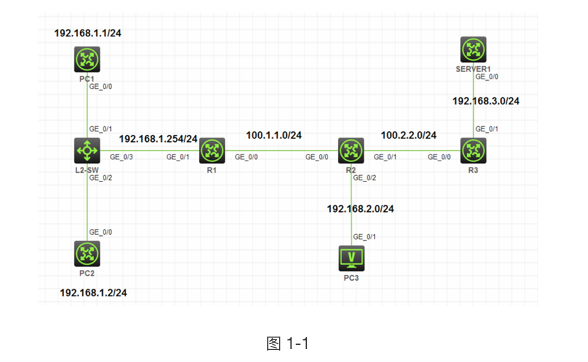 192.168.1.1/24
PC1
GE_0/0
SERVER1
GE_0/0
192.168.3.0/24
GE_0/1
192.168.1.254/24
100.1.1.0/24
100.2.2.0/24
GE_0/1
GE_0/3
GE_0/1
GE_0/0
GE_0/0
GE_0/1
GE_0/0
L2-SW
R1
R2
R3
GE_0/2
GE_0/2
192.168.2.0/24
GE_0/0
GE_0/1
PC2
PC3
192.168.1.2/24
图 1-1